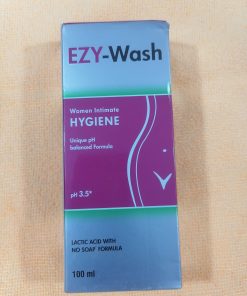 EZY-Wash
Women Intimate
HYGIENE
Unique pH
balanced Formula
pH 3.5*
LACTIC ACID WITH
NO SOAP FORMULA
100 ml